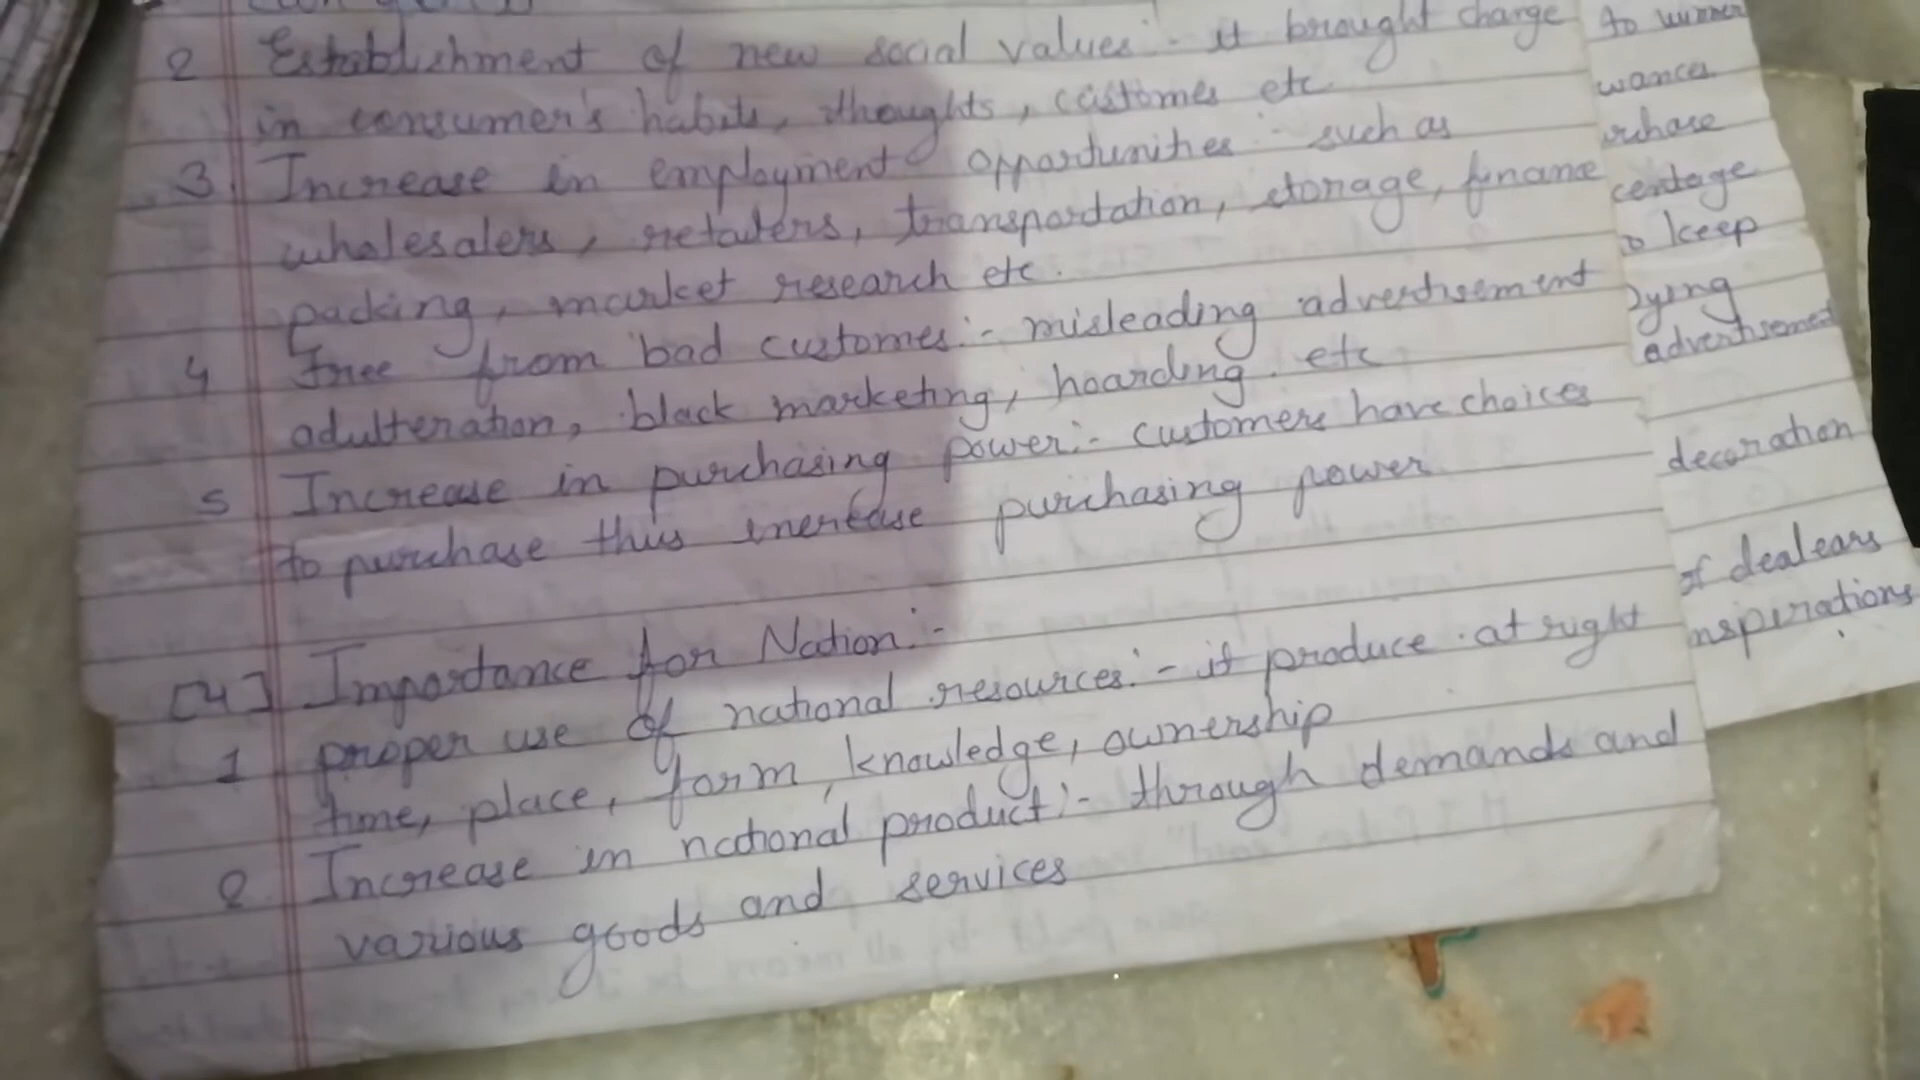 2 Establishment of new social values :- it brought change
in consumer's habits, thoughts, customes etc.
3. Increase in employment opportunities :- such as
wholesalers, retailers, transportation, storage, finance
packing, market research etc.
4 Free from bad customes :- misleading advertisement
adulteration, black marketing, hoarding. etc
5 Increase in purchasing power :- customers have choices
to purchase thus increase purchasing power
[4] Importance for Nation :-
1 proper use of national resources :- it produce at right
time, place, form, knowledge, ownership
2 Increase in national product :- through demands and
various goods and services
to
wances
rchase
centage
o keep
ying
advertisement
decoration
of dealears
nspirations